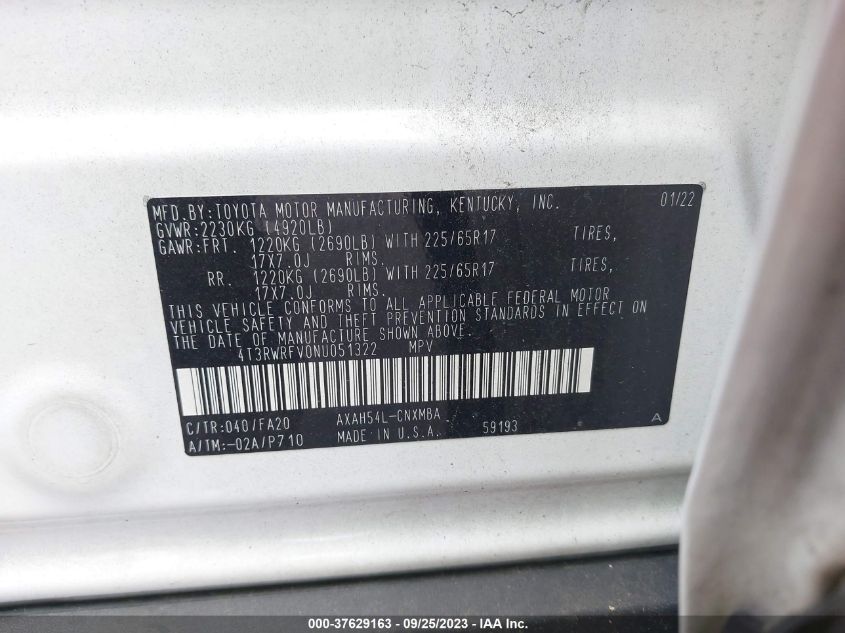 MFD.BY:TOYOTA MOTOR MANUFACTURING, KENTUCKY, INC. 01/22
GVWR:2230KG (4920LB)
GAWR:FRT. 1220KG (2690LB) WITH 225/65R17 TIRES,
17X7.0J RIMS.
RR. 1220KG (2690LB) WITH 225/65R17 TIRES,
17X7.0J RIMS.
THIS VEHICLE CONFORMS TO ALL APPLICABLE FEDERAL MOTOR
VEHICLE SAFETY AND THEFT PREVENTION STANDARDS IN EFFECT ON
THE DATE OF MANUFACTURE SHOWN ABOVE.
4T3RWRFV0NU051322 MPV
C/TR:040/FA20 AXAH54L-CNXMBA A
A/TM:-02A/P710 MADE IN U.S.A. 59193
000-37629163 - 09/25/2023 - IAA Inc.